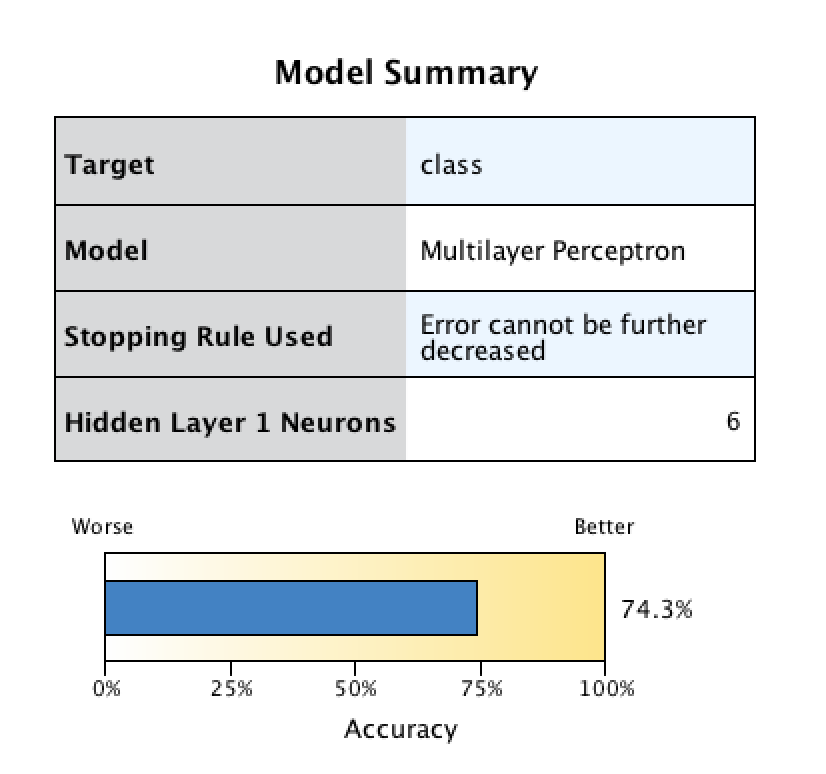 Model Summary
Target class
Model Multilayer Perceptron
Stopping Rule Used Error cannot be further
decreased
Hidden Layer 1 Neurons 6
Worse Better
74.3%
0% 25% 50% 75% 100%
Accuracy